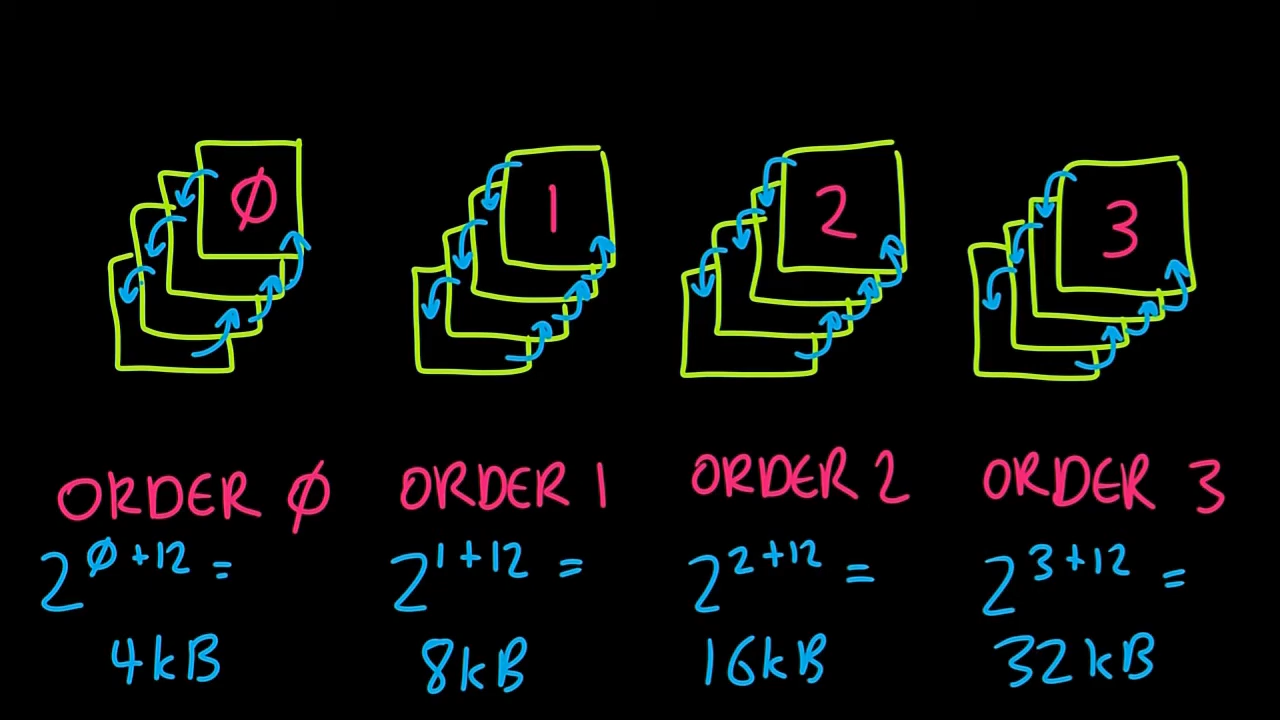 Ø 1 2 3
ORDER Ø ORDER 1 ORDER 2 ORDER 3
2^Ø+12 = 2^1+12 = 2^2+12 = 2^3+12 =
4kB 8kB 16kB 32kB